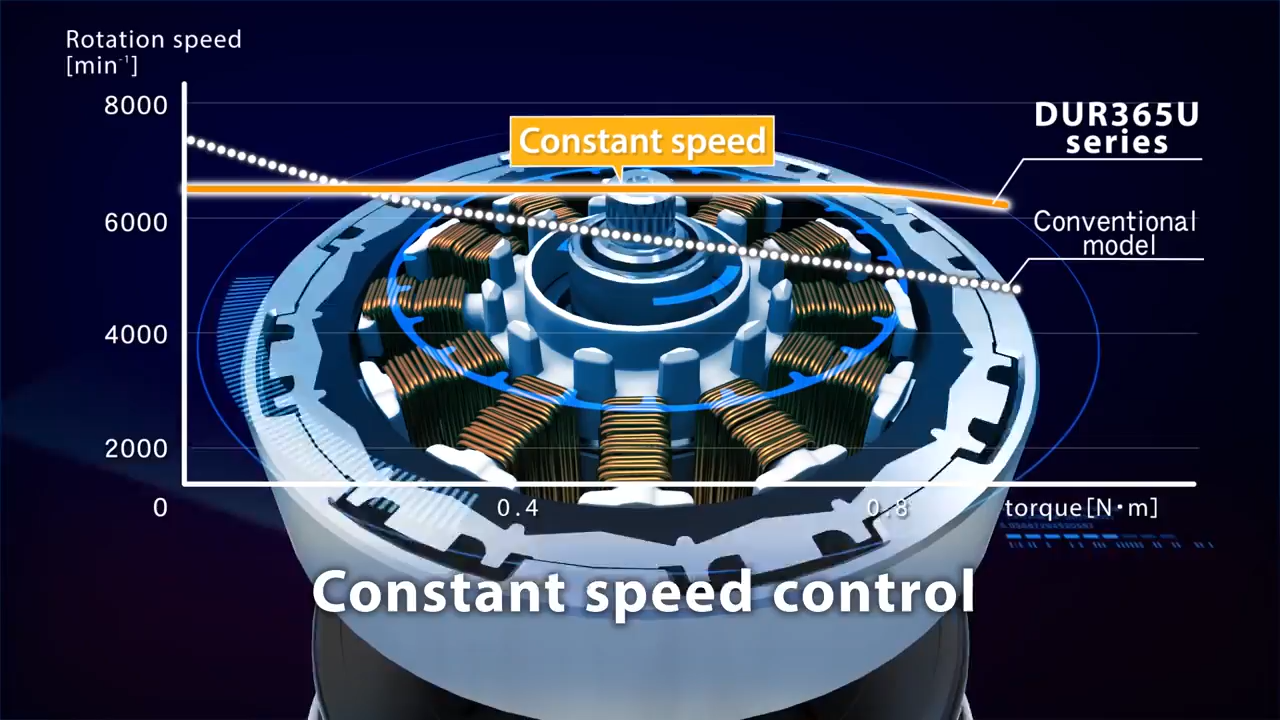 Rotation speed
[min⁻¹]
8000
DUR365U
series
Constant speed
6000
Conventional
model
4000
2000
0
0.4
0.8
torque[N・m]
Constant speed control